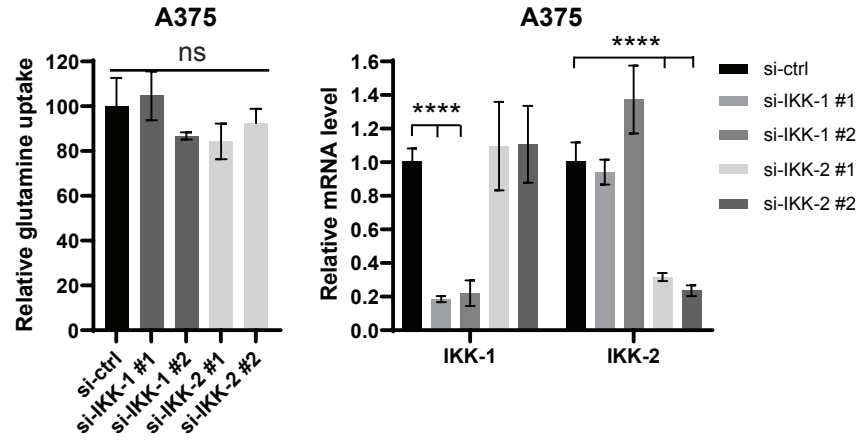 A375
Relative glutamine uptake
120
100
80
60
40
20
0
ns
si-ctrl
si-IKK-1 #1
si-IKK-1 #2
si-IKK-2 #1
si-IKK-2 #2
A375
Relative mRNA level
1.6
1.4
1.2
1.0
0.8
0.6
0.4
0.2
0.0
****
****
IKK-1
IKK-2
si-ctrl
si-IKK-1 #1
si-IKK-1 #2
si-IKK-2 #1
si-IKK-2 #2